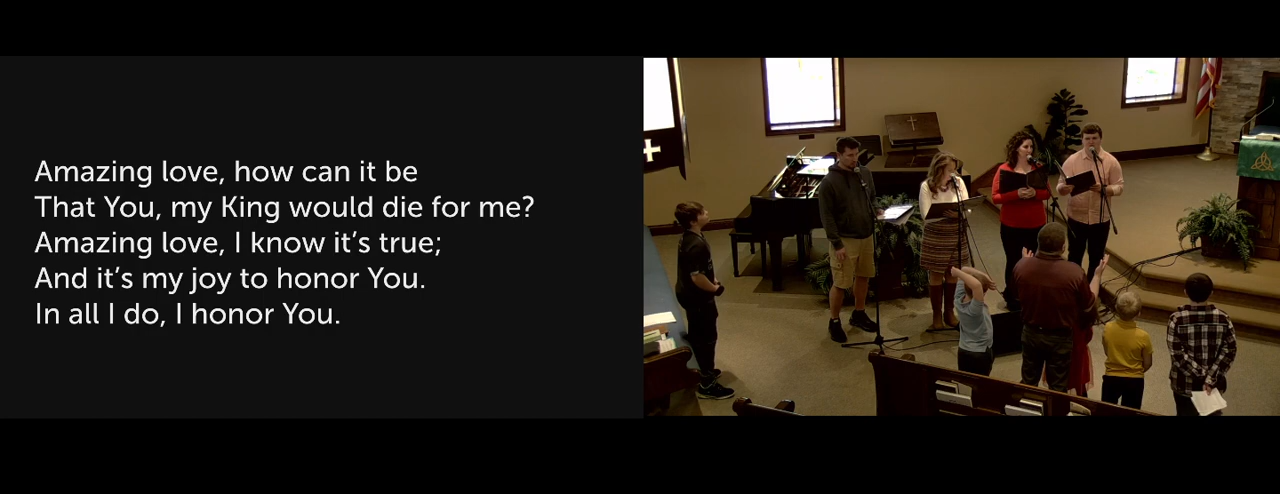 Amazing love, how can it be
That You, my King would die for me?
Amazing love, I know it's true;
And it's my joy to honor You.
In all I do, I honor You.